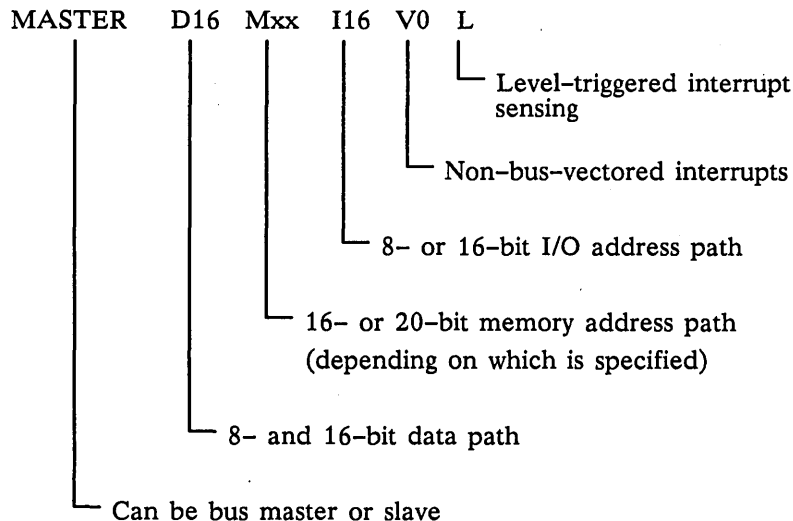 MASTER D16 Mxx I16 V0 L
Level-triggered interrupt
sensing
Non-bus-vectored interrupts
8- or 16-bit I/O address path
16- or 20-bit memory address path
(depending on which is specified)
8- and 16-bit data path
Can be bus master or slave